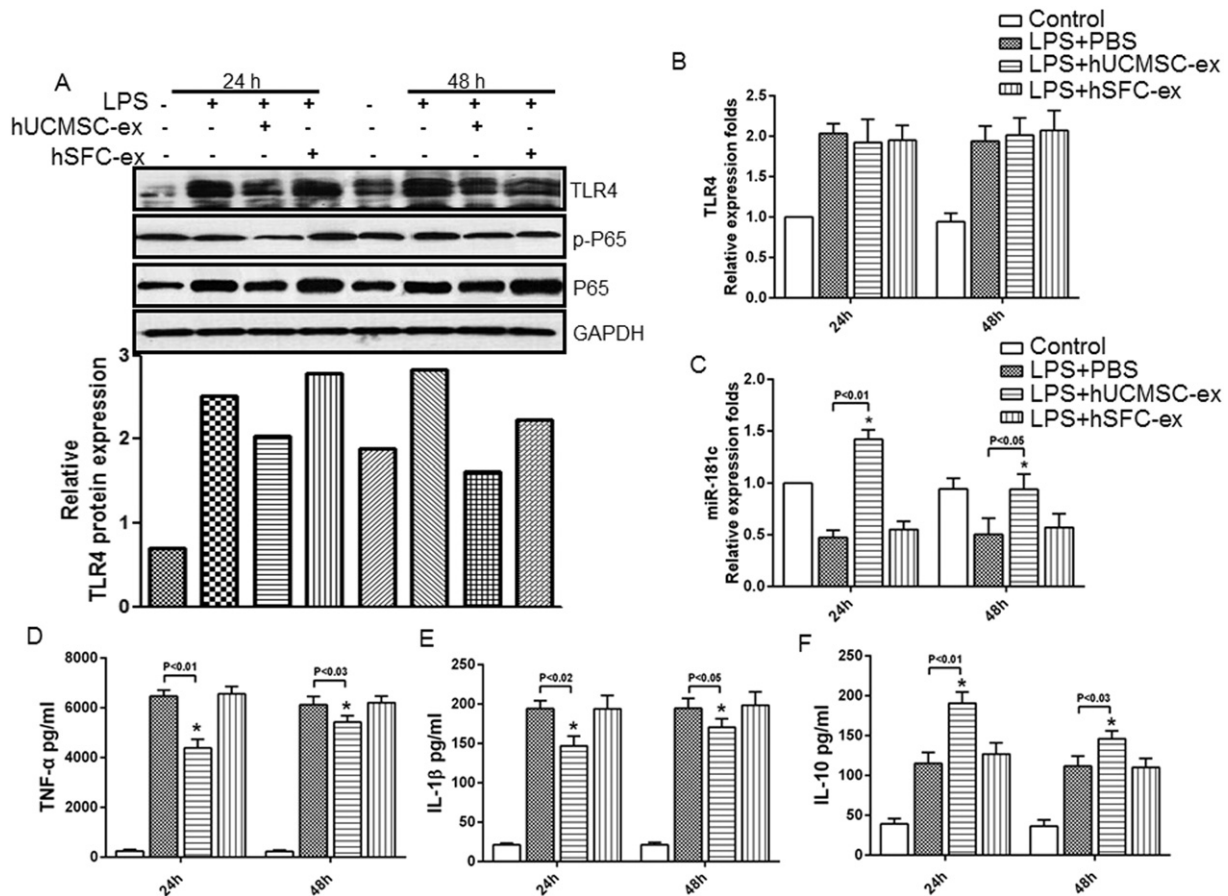 A
24 h
48 h
- + + + - + + + LPS
- - + - - - + - hUCMSC-ex
- - - + - - - + hSFC-ex
TLR4
p-P65
P65
GAPDH
Relative
TLR4 protein expression
3
2
1
0
B
Control
LPS+PBS
LPS+hUCMSC-ex
LPS+hSFC-ex
TLR4
Relative expression folds
2.5
2.0
1.5
1.0
0.5
0.0
24h
48h
C
Control
LPS+PBS
LPS+hUCMSC-ex
LPS+hSFC-ex
miR-181c
Relative expression folds
1.5
1.0
0.5
0.0
P<0.01
*
P<0.05
*
24h
48h
D
TNF-α pg/ml
8000
6000
4000
2000
0
P<0.01
*
P<0.03
*
24h
48h
E
IL-1β pg/ml
250
200
150
100
50
0
P<0.02
*
P<0.05
*
24h
48h
F
IL-10 pg/ml
250
200
150
100
50
0
P<0.01
*
P<0.03
*
24h
48h